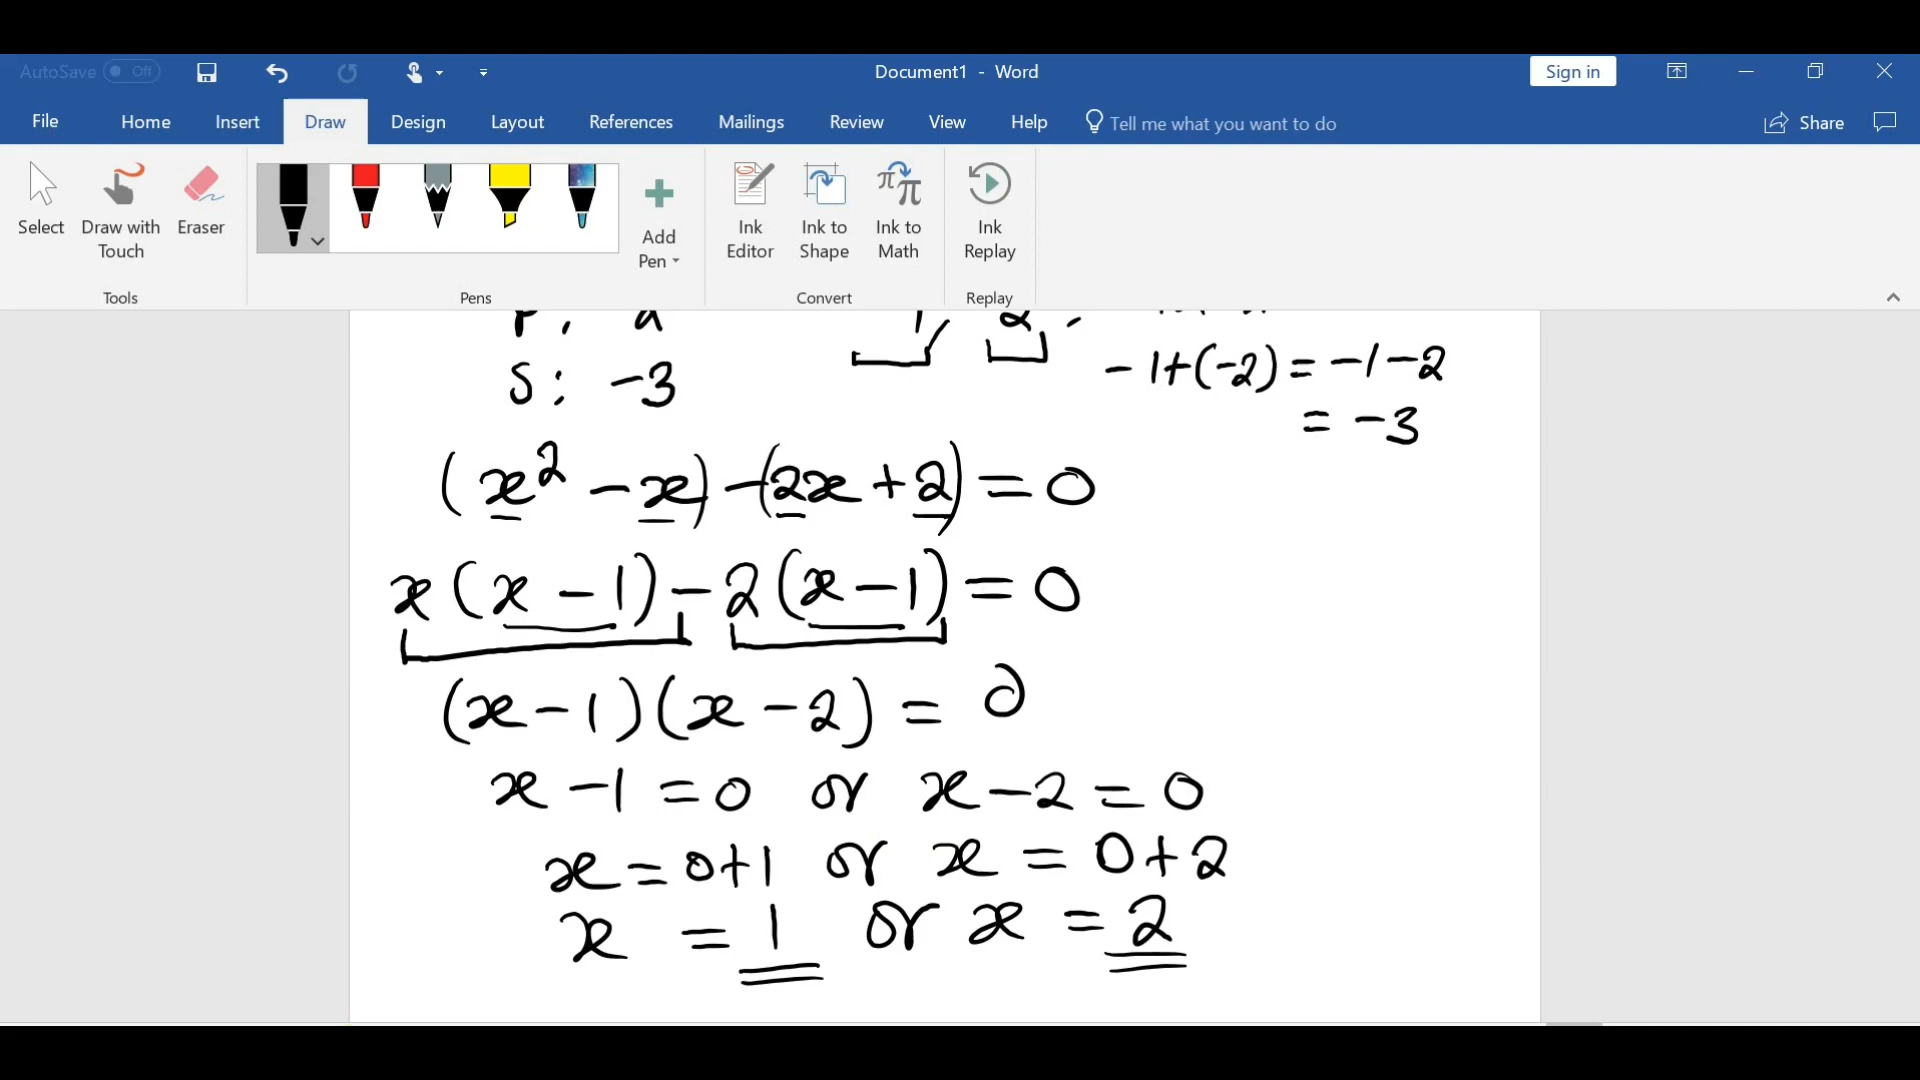 AutoSave Off
Document1 - Word
Sign in
File Home Insert Draw Design Layout References Mailings Review View Help Tell me what you want to do Share
Select
Draw with Touch
Eraser
Add Pen
Ink Editor
Ink to Shape
Ink to Math
Ink Replay
Tools Pens Convert Replay
S: -3
-1+(-2) = -1-2
= -3
(x² - x) - (2x + 2) = 0
x(x - 1) - 2(x - 1) = 0
(x - 1)(x - 2) = 0
x - 1 = 0 or x - 2 = 0
x = 0+1 or x = 0+2
x = 1 or x = 2